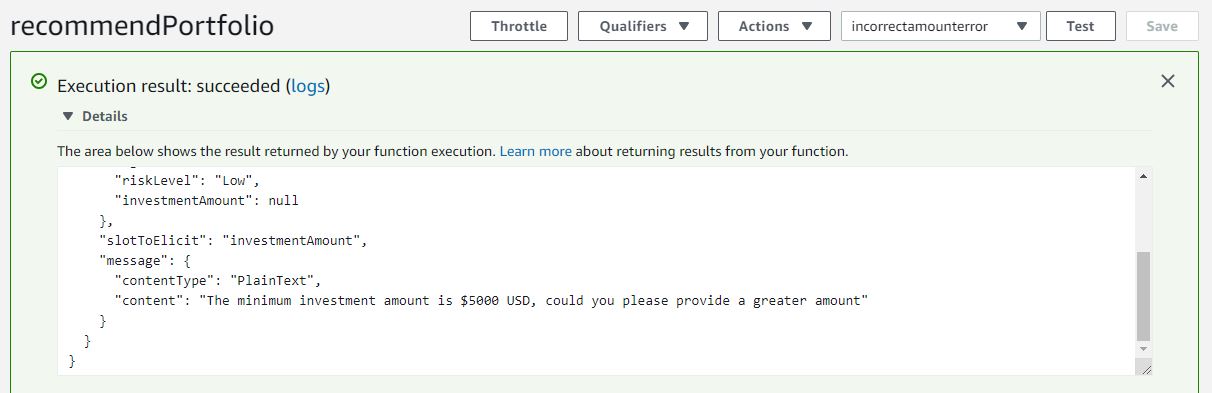 recommendPortfolio
Throttle
Qualifiers
Actions
incorrectamounterror
Test
Save
Execution result: succeeded (logs)
Details
The area below shows the result returned by your function execution. Learn more about returning results from your function.
"riskLevel": "Low",
"investmentAmount": null
},
"slotToElicit": "investmentAmount",
"message": {
"contentType": "PlainText",
"content": "The minimum investment amount is $5000 USD, could you please provide a greater amount"
}
}
}